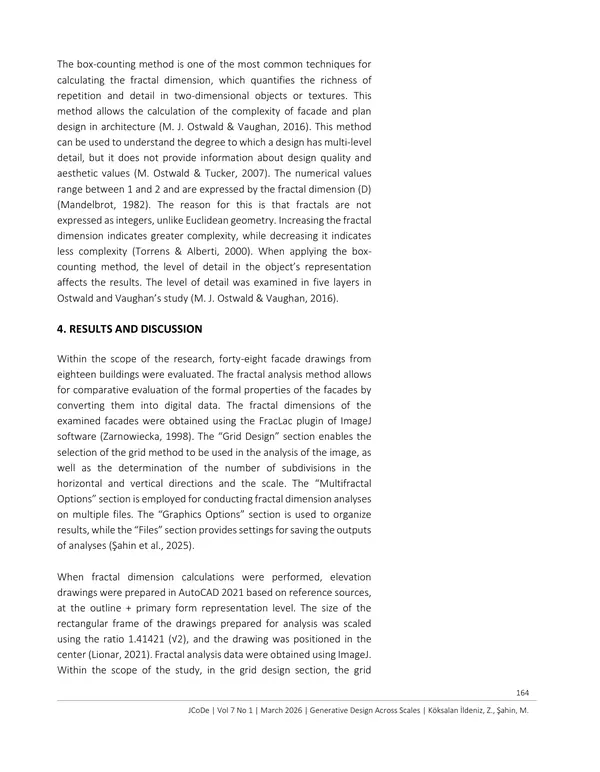 The box-counting method is one of the most common techniques for
calculating the fractal dimension, which quantifies the richness of
repetition and detail in two-dimensional objects or textures. This
method allows the calculation of the complexity of facade and plan
design in architecture (M. J. Ostwald & Vaughan, 2016). This method
can be used to understand the degree to which a design has multi-level
detail, but it does not provide information about design quality and
aesthetic values (M. Ostwald & Tucker, 2007). The numerical values
range between 1 and 2 and are expressed by the fractal dimension (D)
(Mandelbrot, 1982). The reason for this is that fractals are not
expressed as integers, unlike Euclidean geometry. Increasing the fractal
dimension indicates greater complexity, while decreasing it indicates
less complexity (Torrens & Alberti, 2000). When applying the box-
counting method, the level of detail in the object’s representation
affects the results. The level of detail was examined in five layers in
Ostwald and Vaughan’s study (M. J. Ostwald & Vaughan, 2016).
4. RESULTS AND DISCUSSION
Within the scope of the research, forty-eight facade drawings from
eighteen buildings were evaluated. The fractal analysis method allows
for comparative evaluation of the formal properties of the facades by
converting them into digital data. The fractal dimensions of the
examined facades were obtained using the FracLac plugin of ImageJ
software (Zarnowiecka, 1998). The “Grid Design” section enables the
selection of the grid method to be used in the analysis of the image, as
well as the determination of the number of subdivisions in the
horizontal and vertical directions and the scale. The “Multifractal
Options” section is employed for conducting fractal dimension analyses
on multiple files. The “Graphics Options” section is used to organize
results, while the “Files” section provides settings for saving the outputs
of analyses (Şahin et al., 2025).
When fractal dimension calculations were performed, elevation
drawings were prepared in AutoCAD 2021 based on reference sources,
at the outline + primary form representation level. The size of the
rectangular frame of the drawings prepared for analysis was scaled
using the ratio 1.41421 (√2), and the drawing was positioned in the
center (Lionar, 2021). Fractal analysis data were obtained using ImageJ.
Within the scope of the study, in the grid design section, the grid
164
JCoDe | Vol 7 No 1 | March 2026 | Generative Design Across Scales | Köksalan İldeniz, Z., Şahin, M.